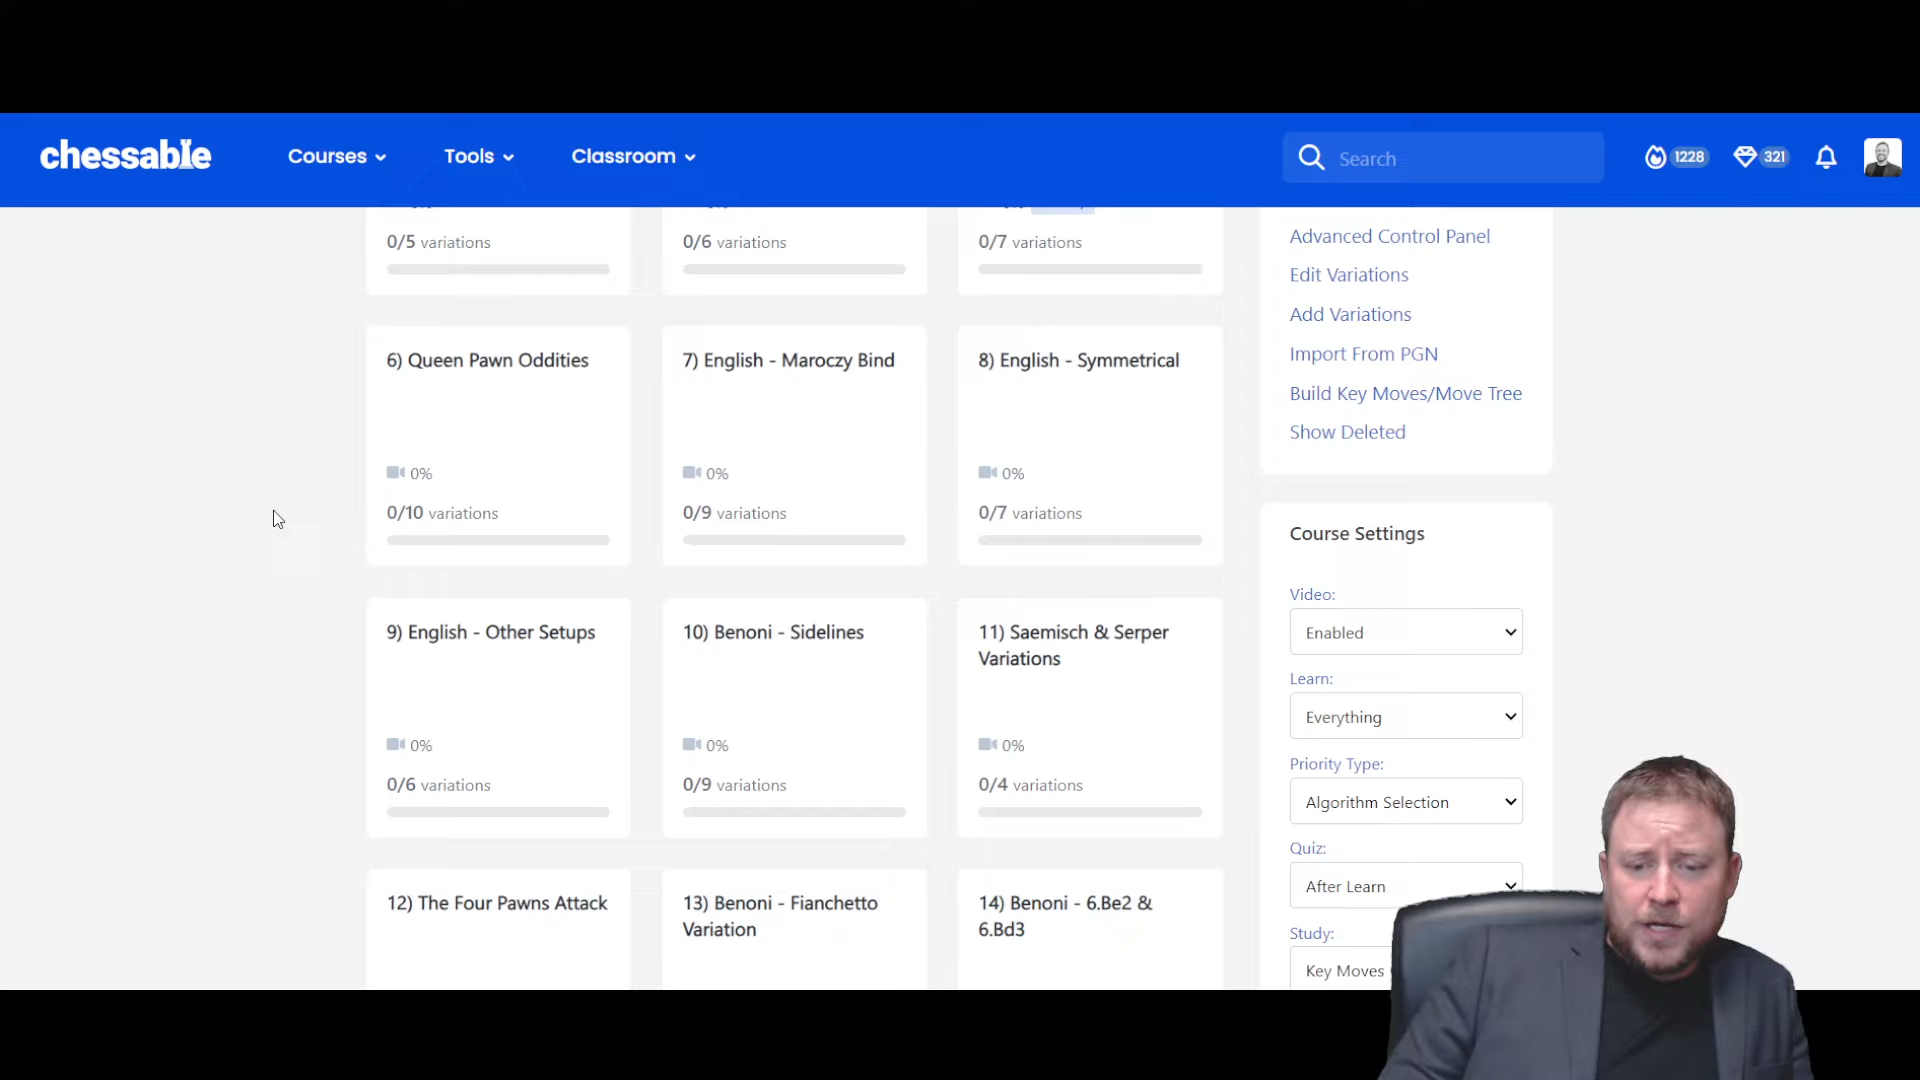 chessable Courses Tools Classroom Search 1228 321
0/5 variations 0/6 variations 0/7 variations
6) Queen Pawn Oddities
0%
0/10 variations
7) English - Maroczy Bind
0%
0/9 variations
8) English - Symmetrical
0%
0/7 variations
9) English - Other Setups
0%
0/6 variations
10) Benoni - Sidelines
0%
0/9 variations
11) Saemisch & Serper
Variations
0%
0/4 variations
12) The Four Pawns Attack
13) Benoni - Fianchetto
Variation
14) Benoni - 6.Be2 &
6.Bd3
Advanced Control Panel
Edit Variations
Add Variations
Import From PGN
Build Key Moves/Move Tree
Show Deleted
Course Settings
Video:
Enabled
Learn:
Everything
Priority Type:
Algorithm Selection
Quiz:
After Learn
Study:
Key Moves